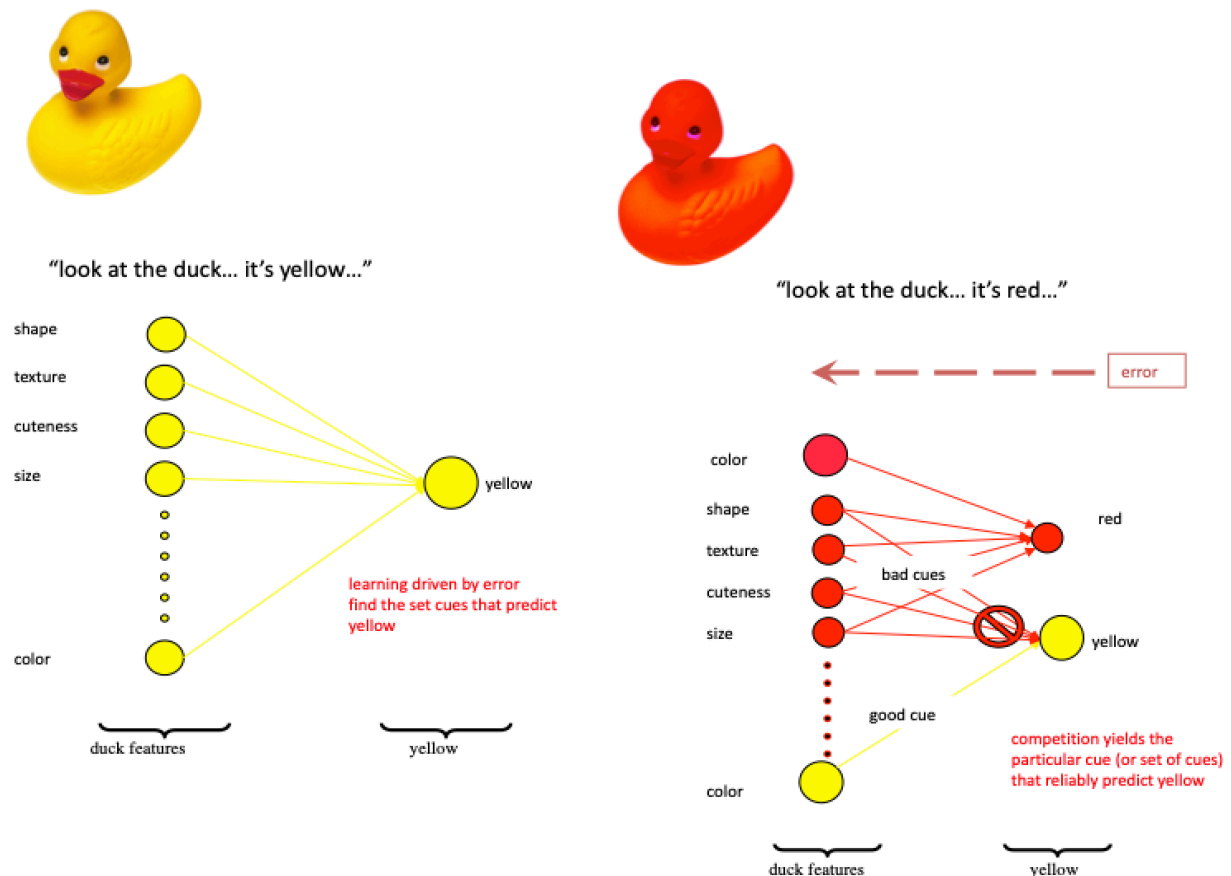 “look at the duck... it’s yellow...”
shape
texture
cuteness
size
yellow
learning driven by error
find the set cues that predict
yellow
color
duck features
yellow
“look at the duck... it’s red...”
error
color
shape
red
texture
bad cues
cuteness
size
yellow
good cue
competition yields the
particular cue (or set of cues)
that reliably predict yellow
color
duck features
yellow